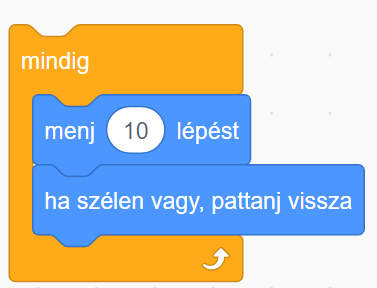 mindig
menj 10 lépést
ha szélen vagy, pattanj vissza